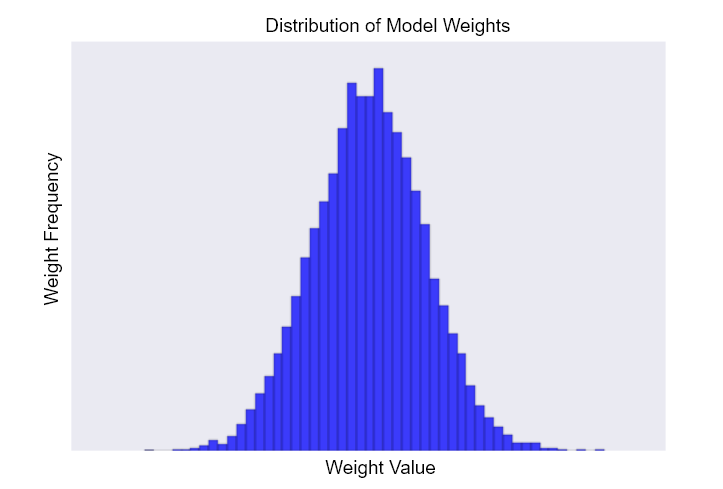 Distribution of Model Weights
Weight Frequency
Weight Value